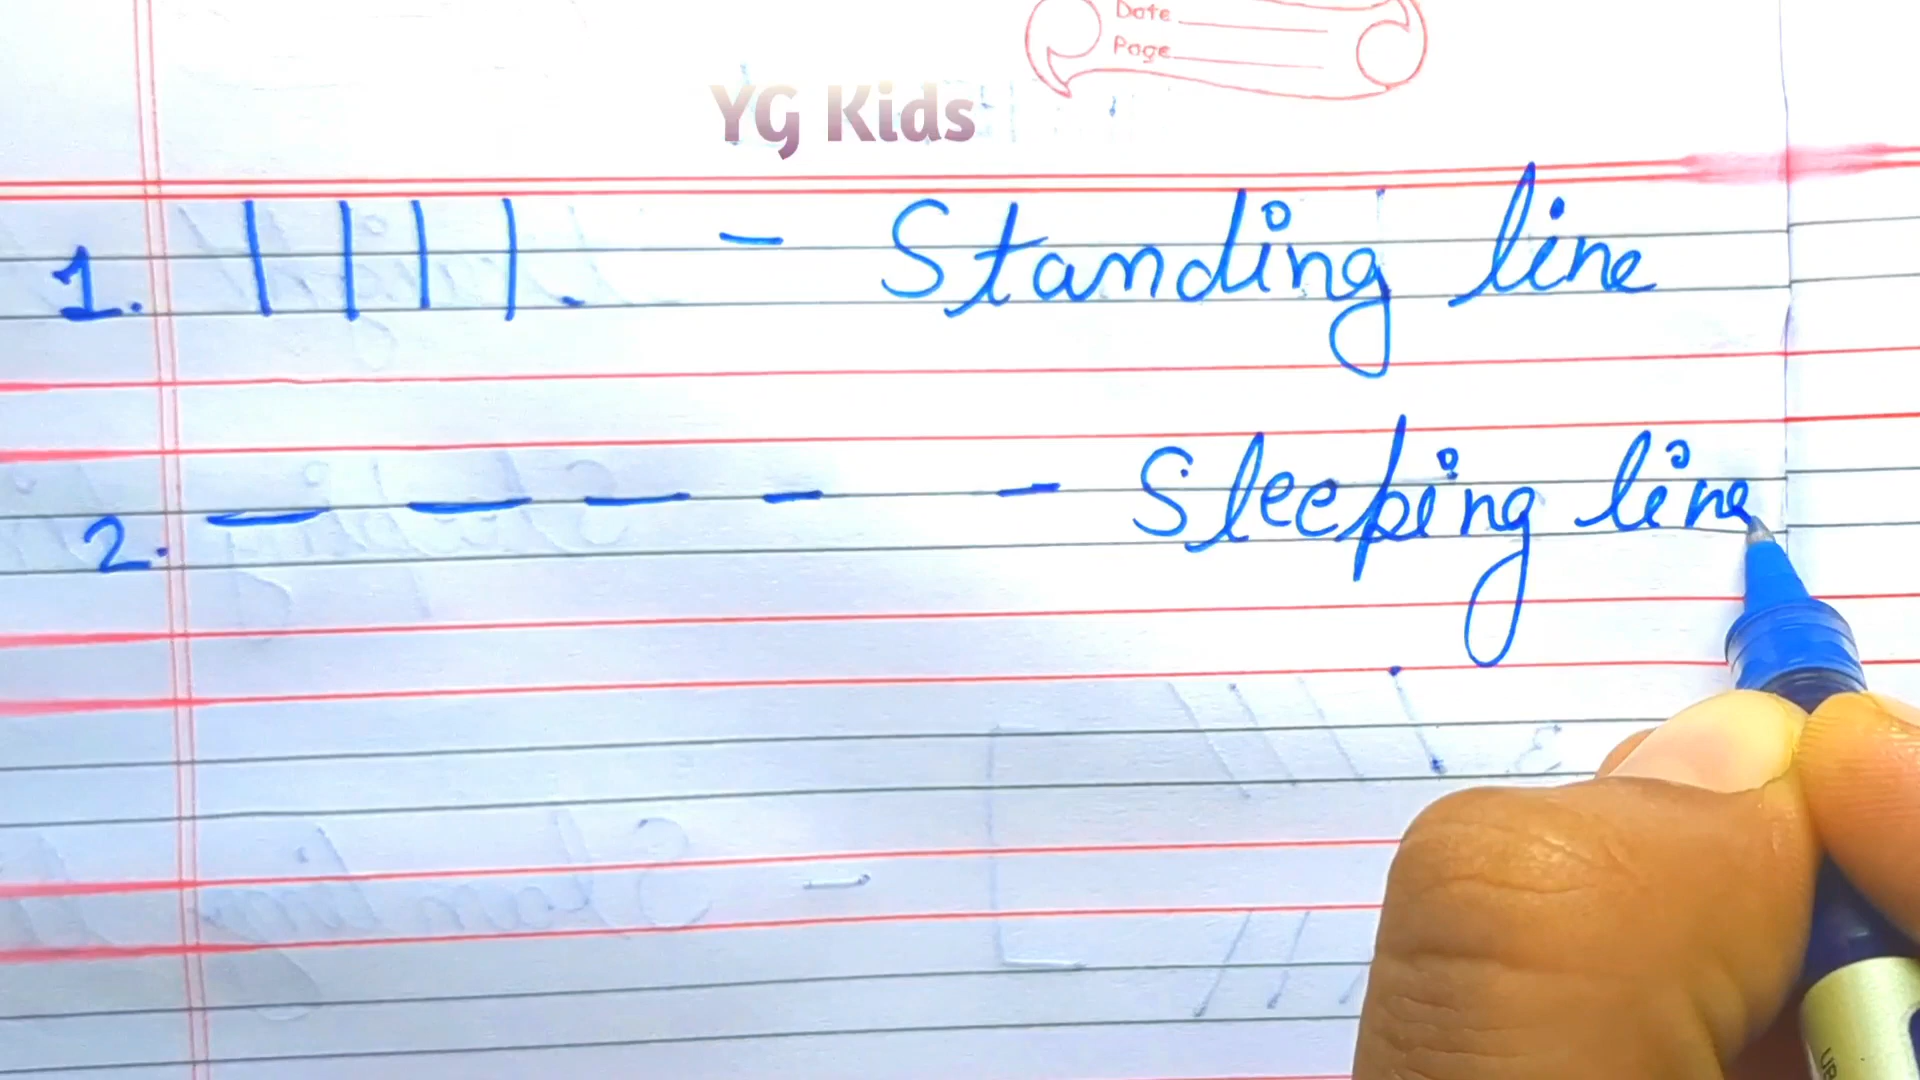 Date
Page
YG Kids
1. ||||. - Standing line
2. — — — - - Sleeping line